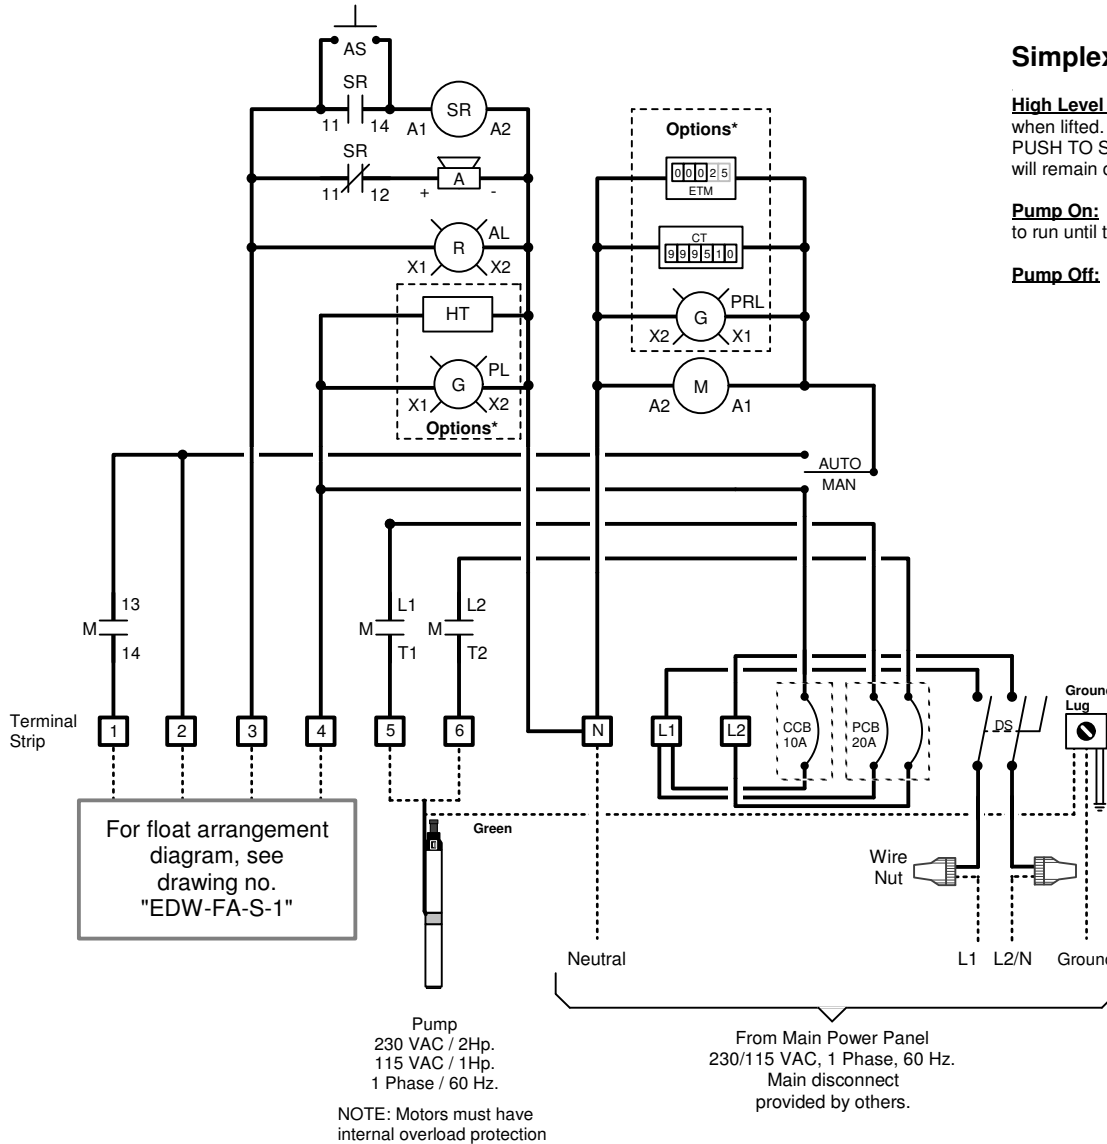 AS
SR
11 14 A1 SR A2
SR
11 12 + A -
R AL
X1 X2
HT
G PL
X1 X2
Options*
Options*
0 0 0 2 5
ETM
CT
9 9 9 5 1 0
G PRL
X2 X1
M
A2 A1
AUTO
MAN
High Level
when lifted.
PUSH TO S
will remain o
Pump On:
to run until t
Pump Off:
Simplex
M 13
14
M L1
T1
M L2
T2
Terminal
Strip
1 2 3 4 5 6 N L1 L2
CCB
10A
PCB
20A
DS
Ground
Lug
For float arrangement
diagram, see
drawing no.
"EDW-FA-S-1"
Green
Wire
Nut
Neutral
L1 L2/N Ground
Pump
230 VAC / 2Hp.
115 VAC / 1Hp.
1 Phase / 60 Hz.
NOTE: Motors must have
internal overload protection
From Main Power Panel
230/115 VAC, 1 Phase, 60 Hz.
Main disconnect
provided by others.